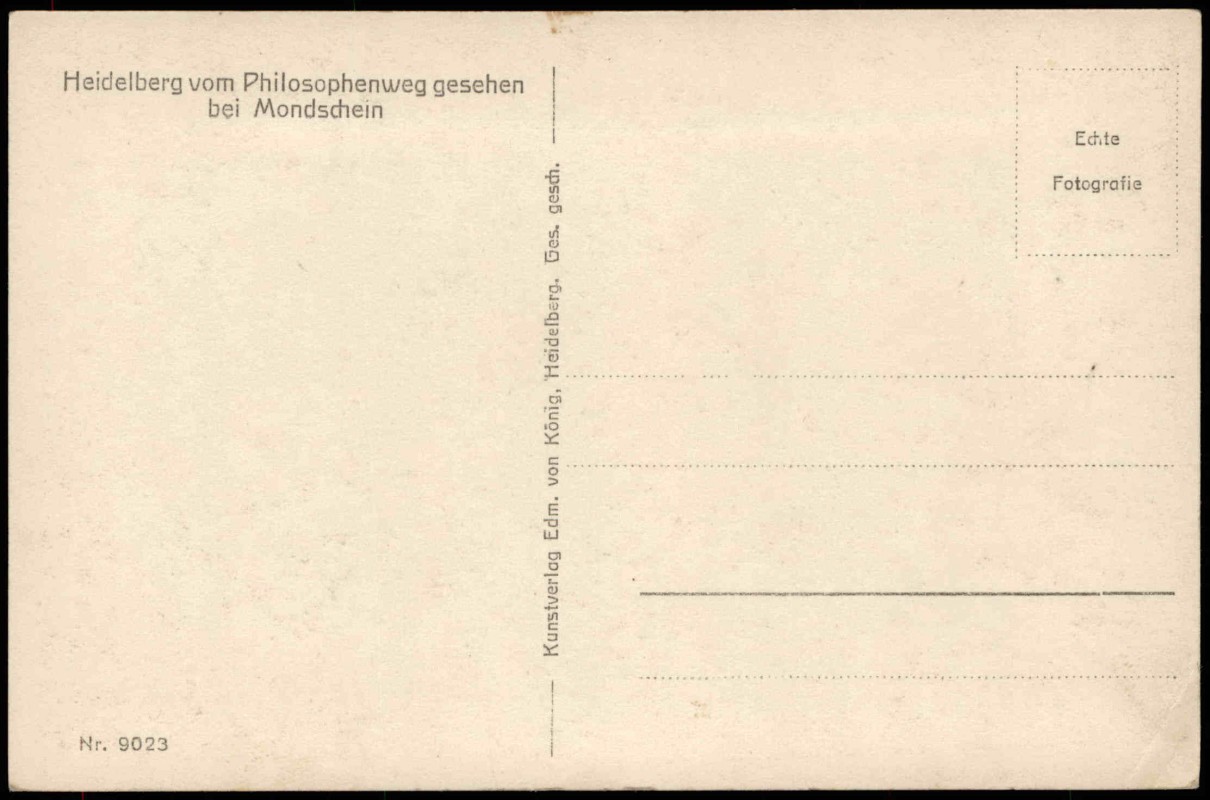 Heidelberg vom Philosophenweg gesehen
bei Mondschein
Echte
Fotografie
Kunstverlag Edm. von König, Heidelberg. Ges. gesch.
Nr. 9023